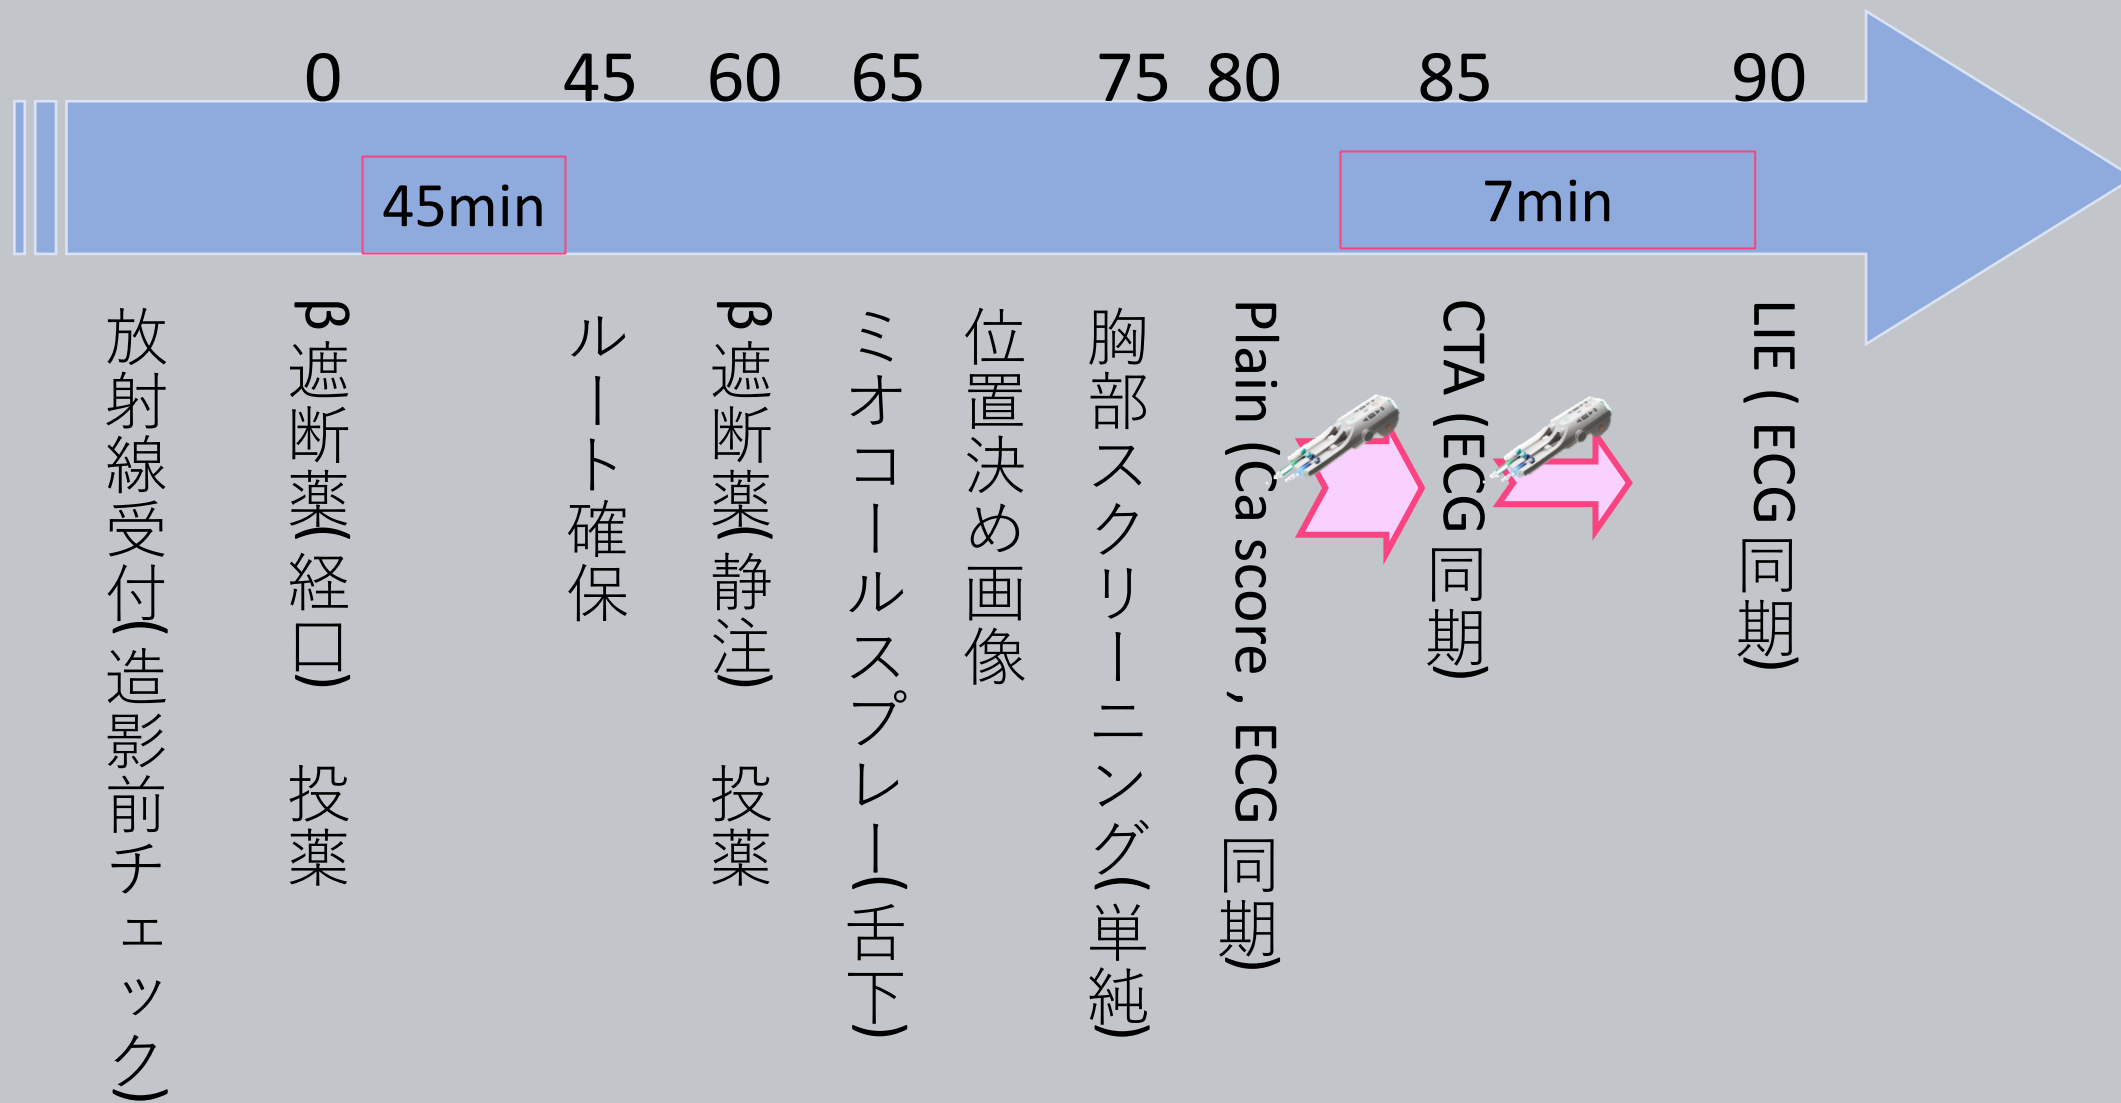 0
45
60
65
75
80
85
90
45min
7min
放射線受付(造影前チェック)
β遮断薬(経口) 投薬
ルート確保
β遮断薬(静注) 投薬
ミオコールスプレー(舌下)
位置決め画像
胸部スクリーニング(単純)
Plain (Ca score , ECG同期)
CTA (ECG同期)
LIE ( ECG同期)